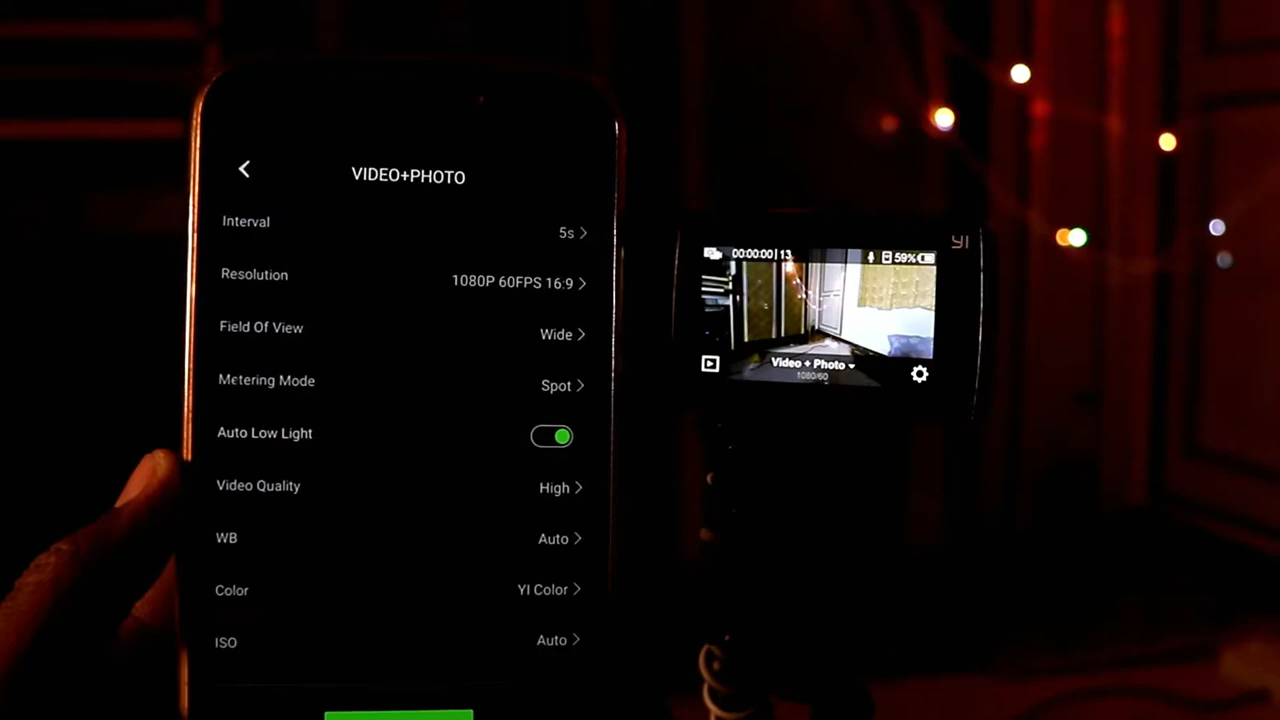 VIDEO+PHOTO
Interval 5s
Resolution 1080P 60FPS 16:9
Field Of View Wide
Metering Mode Spot
Auto Low Light
Video Quality High
WB Auto
Color YI Color
ISO Auto
YI
00:00:00|13 59%
Video + Photo
1080/60